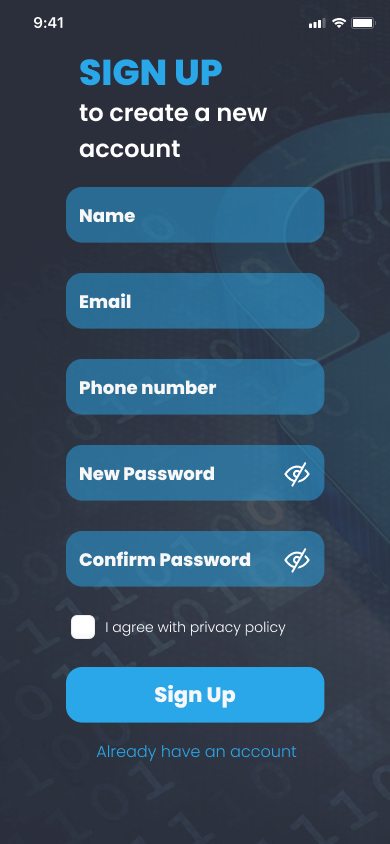 9:41
SIGN UP
to create a new
account
Name
Email
Phone number
New Password
Confirm Password
I agree with privacy policy
Sign Up
Already have an account